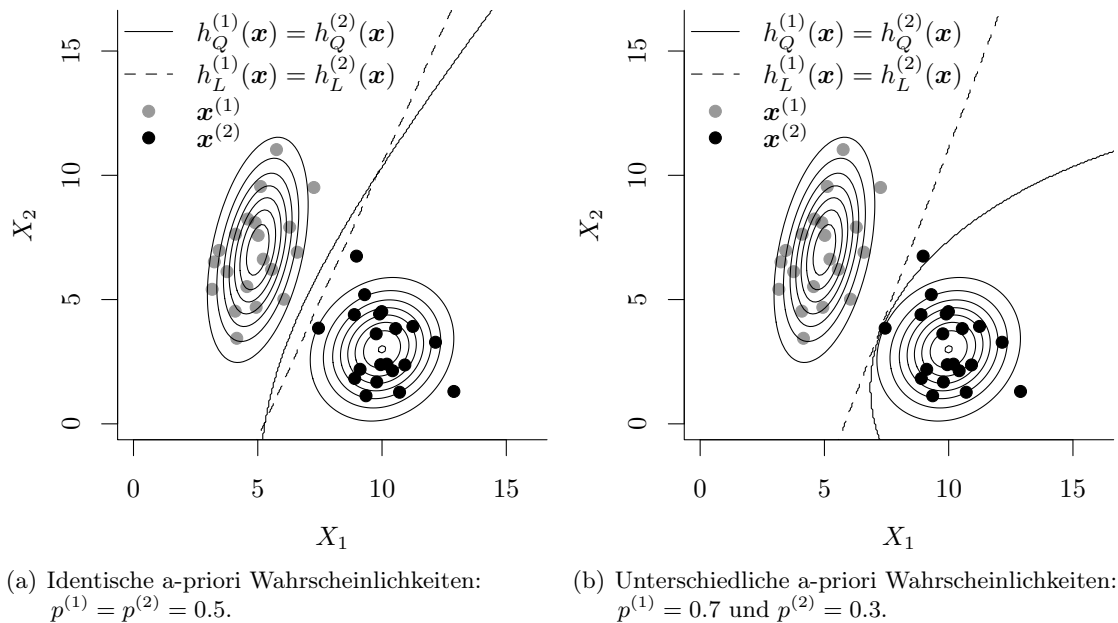 h_Q^{(1)}(x) = h_Q^{(2)}(x)
h_L^{(1)}(x) = h_L^{(2)}(x)
x^{(1)}
x^{(2)}
15
10
5
0
X_2
0 5 10 15
X_1
(a) Identische a-priori Wahrscheinlichkeiten:
p^{(1)} = p^{(2)} = 0.5.
h_Q^{(1)}(x) = h_Q^{(2)}(x)
h_L^{(1)}(x) = h_L^{(2)}(x)
x^{(1)}
x^{(2)}
15
10
5
0
X_2
0 5 10 15
X_1
(b) Unterschiedliche a-priori Wahrscheinlichkeiten:
p^{(1)} = 0.7 und p^{(2)} = 0.3.